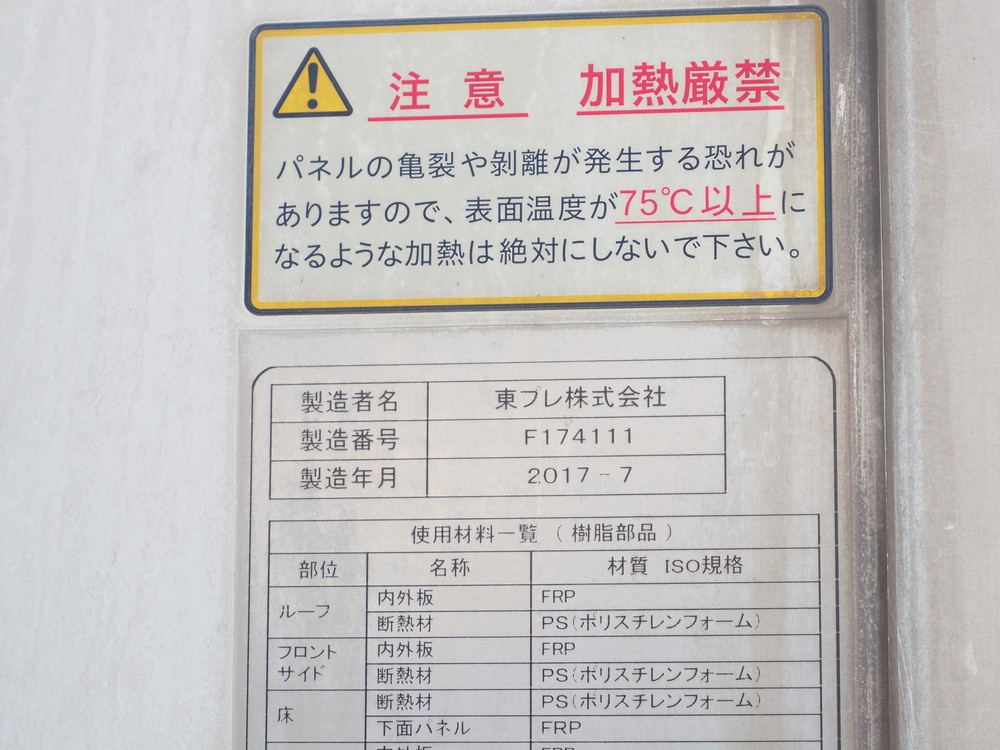 注意 加熱厳禁
パネルの亀裂や剥離が発生する恐れが
ありますので、表面温度が75℃以上に
なるような加熱は絶対にしないで下さい。
製造者名 東プレ株式会社
製造番号 F174111
製造年月 2017-7
使用材料一覧（樹脂部品）
部位 名称 材質 ISO規格
ルーフ 内外板 FRP
断熱材 PS(ポリスチレンフォーム)
フロント 内外板 FRP
サイド 断熱材 PS(ポリスチレンフォーム)
床 断熱材 PS(ポリスチレンフォーム)
下面パネル FRP